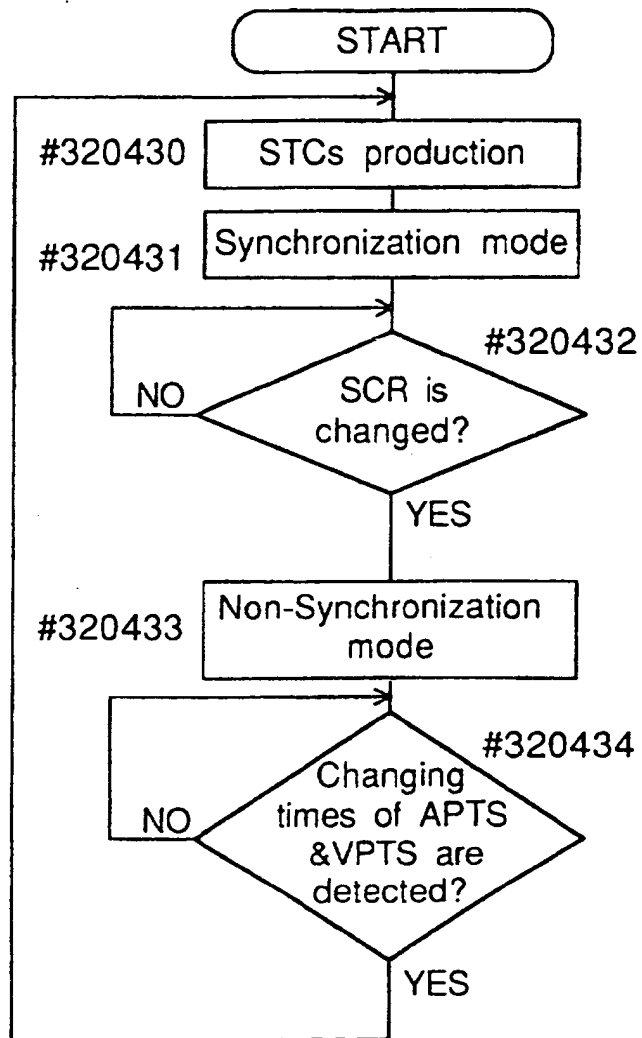 START
#320430
STCs production
#320431
Synchronization mode
#320432
SCR is
changed?
NO
YES
#320433
Non-Synchronization
mode
#320434
Changing
times of APTS
&VPTS are
detected?
NO
YES